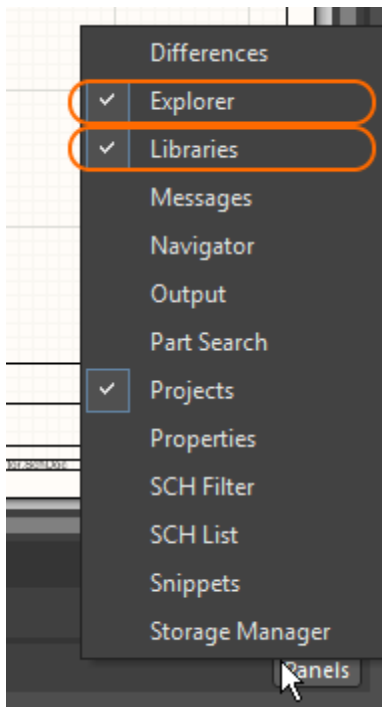 Differences
Explorer
Libraries
Messages
Navigator
Output
Part Search
Projects
Properties
SCH Filter
SCH List
Snippets
Storage Manager
Panels